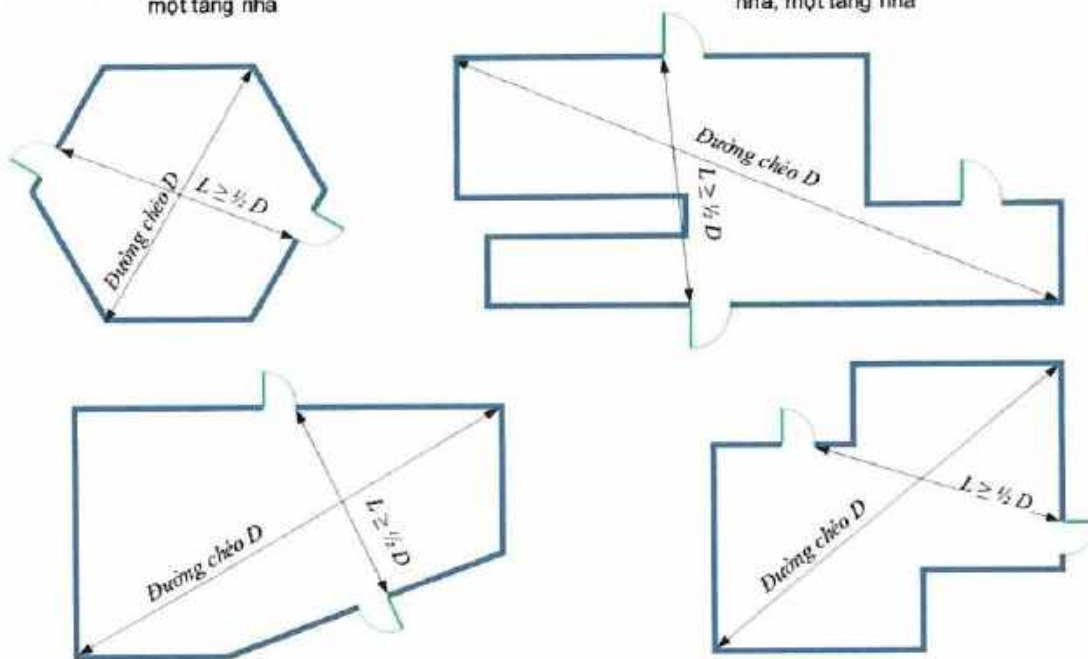 một tầng nhà
nhà, một tầng nhà
Đường chéo D
L ≥ ½ D
Đường chéo D
L ≥ ½ D
Đường chéo D
L ≥ ½ D
Đường chéo D
L ≥ ½ D